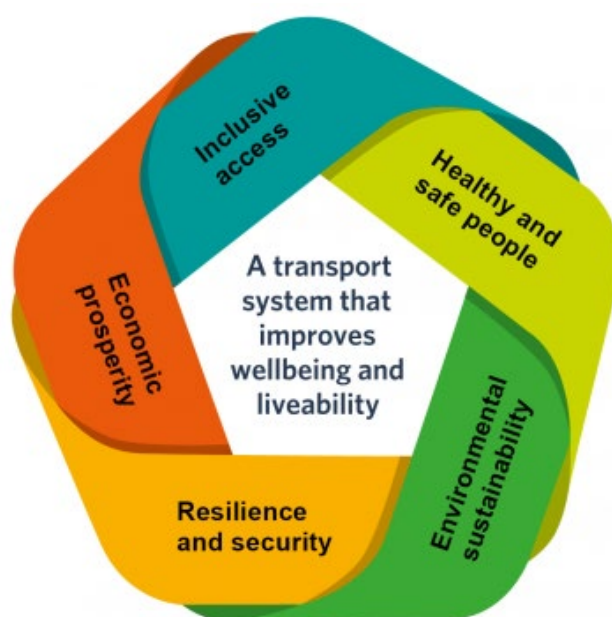 Inclusive
access
Healthy and
safe people
A transport
system that
improves
wellbeing and
liveability
Economic
prosperity
Environmental
sustainability
Resilience
and security